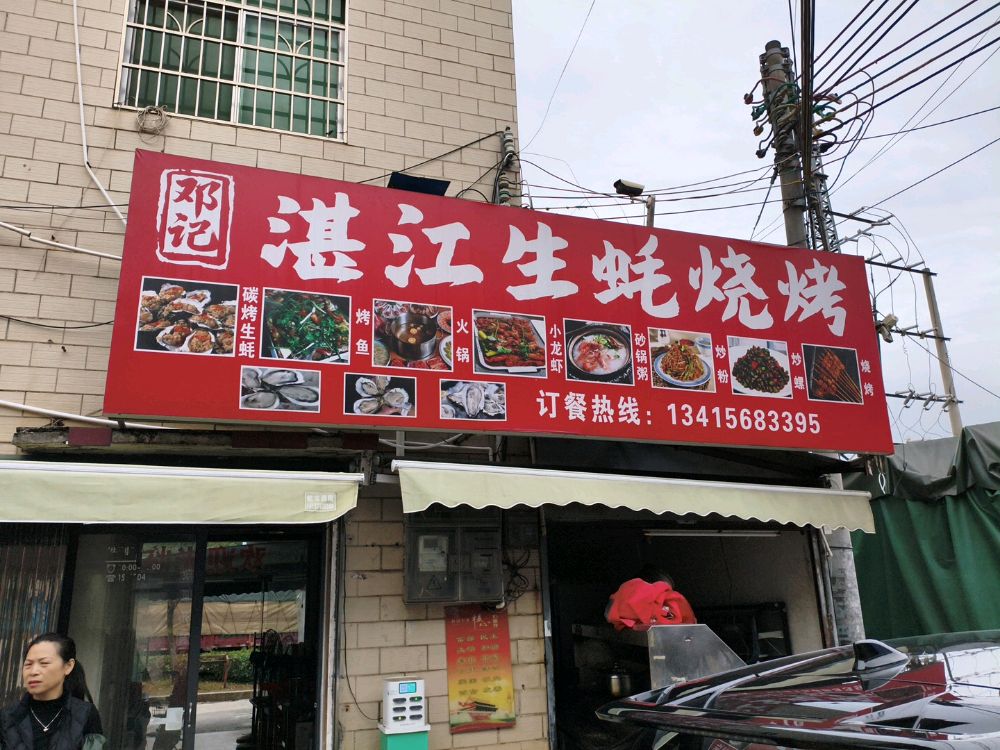 邓记
湛江生蚝烧烤
碳烤生蚝
烤鱼
火锅
小龙虾
砂锅粥
炒粉
炒螺
烧烤
订餐热线：13415683395